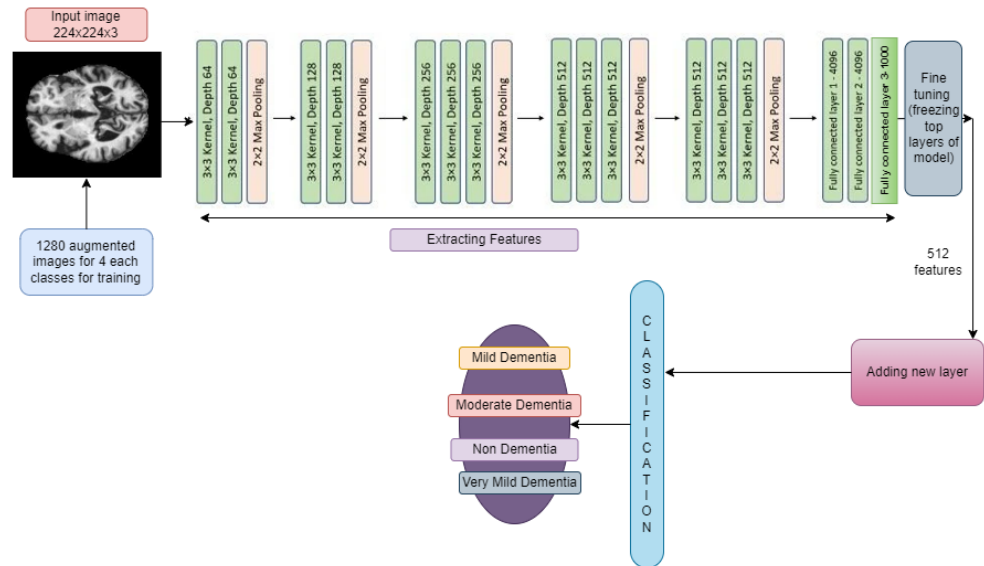 Input image
224x224x3
1280 augmented
images for 4 each
classes for training
3×3 Kernel, Depth 64
3×3 Kernel, Depth 64
2×2 Max Pooling
3×3 Kernel, Depth 128
3×3 Kernel, Depth 128
2×2 Max Pooling
3×3 Kernel, Depth 256
3×3 Kernel, Depth 256
3×3 Kernel, Depth 256
2×2 Max Pooling
3×3 Kernel, Depth 512
3×3 Kernel, Depth 512
3×3 Kernel, Depth 512
2×2 Max Pooling
3×3 Kernel, Depth 512
3×3 Kernel, Depth 512
3×3 Kernel, Depth 512
2×2 Max Pooling
Fully connected layer 1 - 4096
Fully connected layer 2 - 4096
Fully connected layer 3-1000
Fine
tuning
(freezing
top
layers of
model)
Extracting Features
512
features
Adding new layer
CLASSIFICATION
Mild Dementia
Moderate Dementia
Non Dementia
Very Mild Dementia